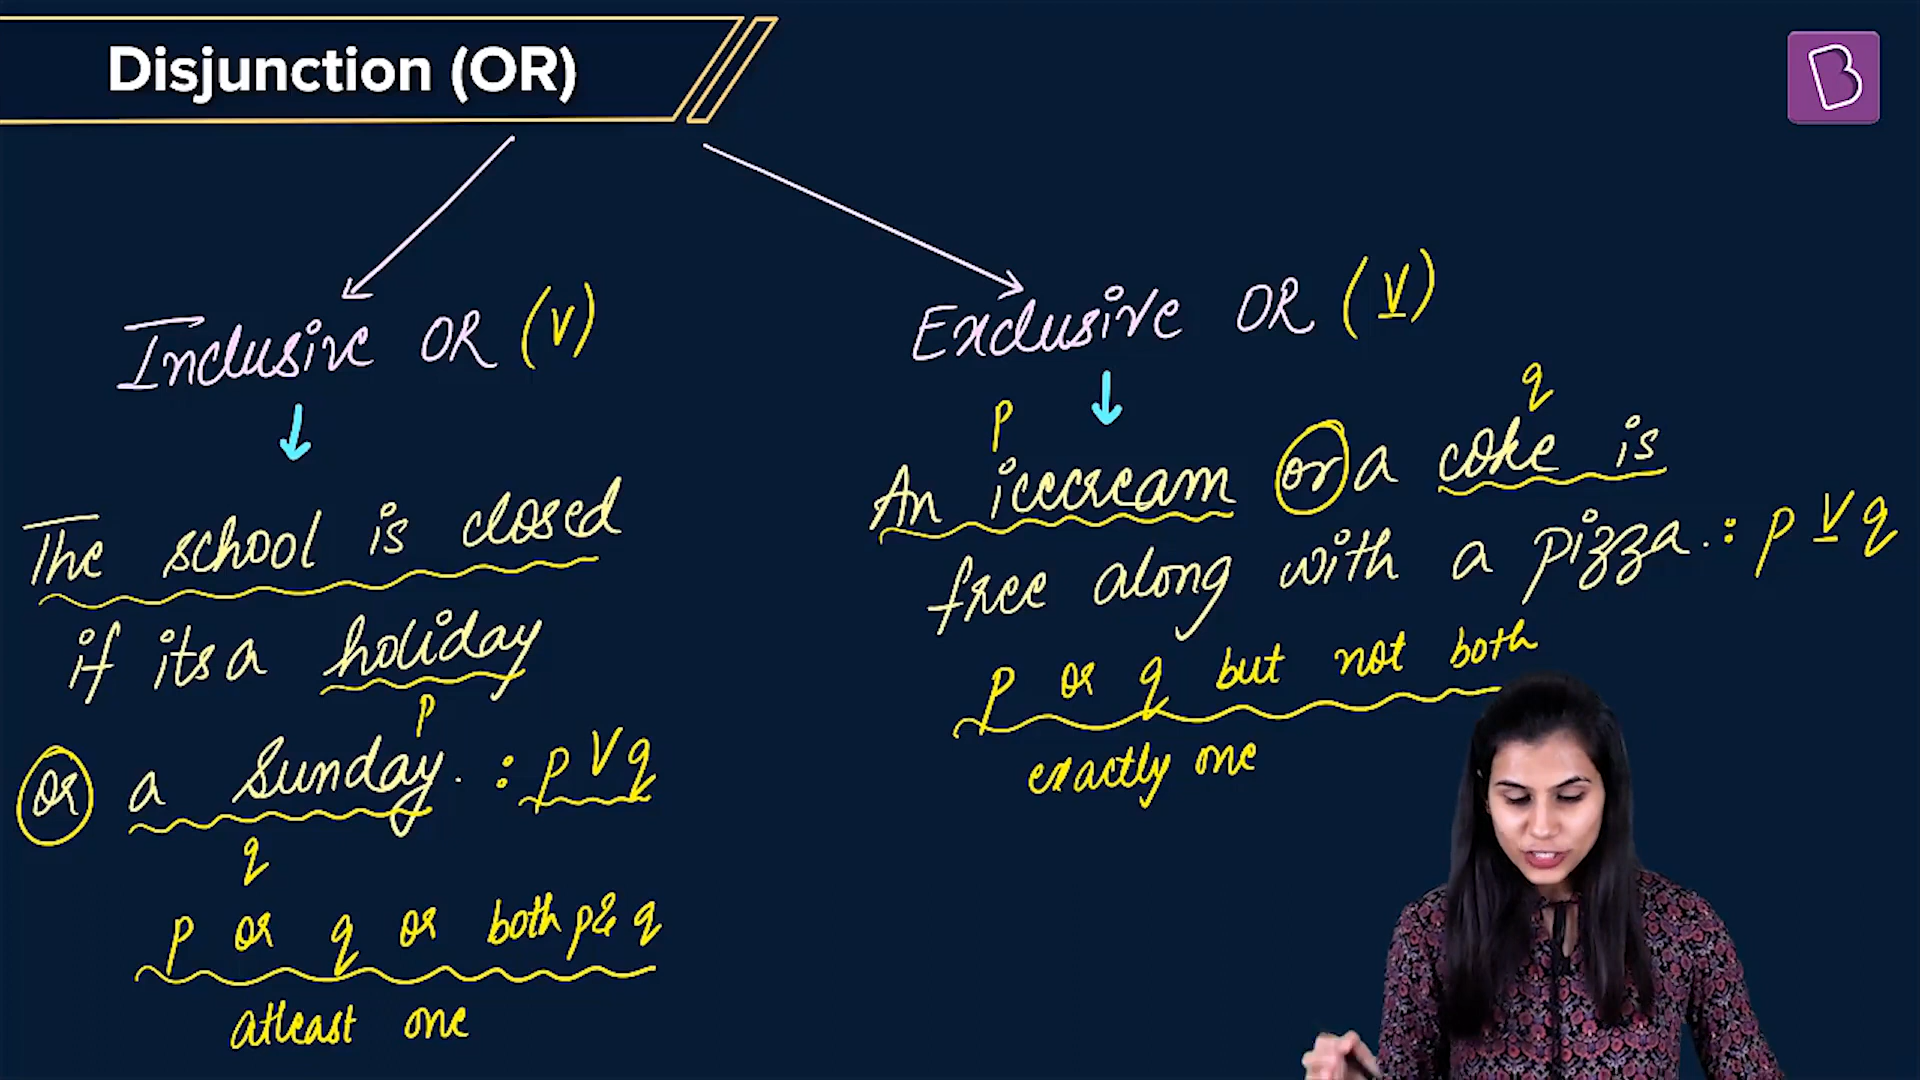 Disjunction (OR)
B
Inclusive OR (V)
The school is closed
if its a holiday
p
or a Sunday. : p V q
q
p or q or both p & q
atleast one
Exclusive OR (V)
p
q
An icecream or a coke is
free along with a pizza. : p V q
p or q but not both
exactly one